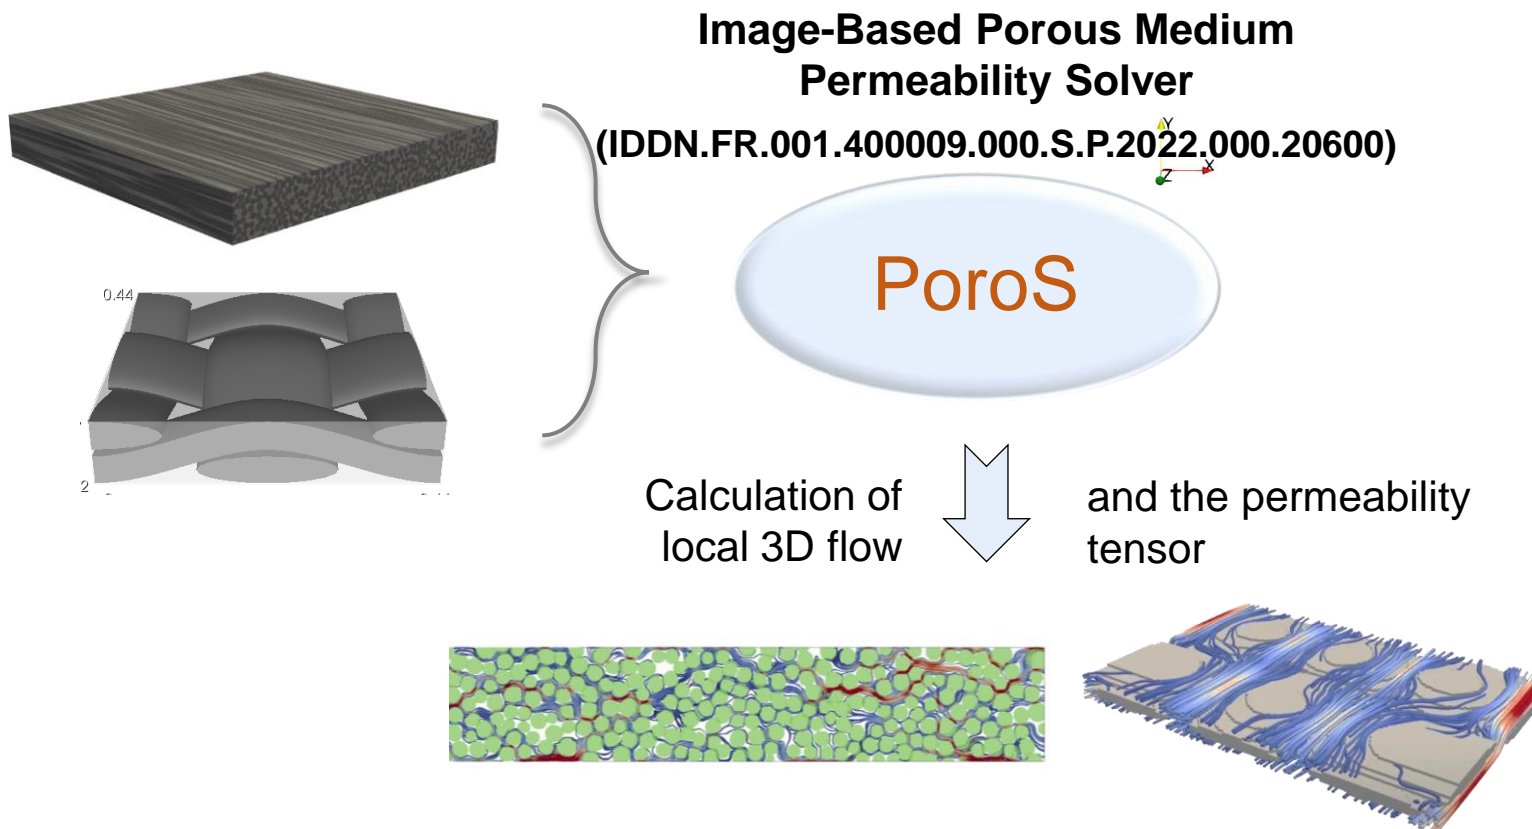 Image-Based Porous Medium
Permeability Solver
(IDDN.FR.001.400009.000.S.P.2022.000.20600)
Y
X
Z
PoroS
0.44
2
Calculation of
local 3D flow
and the permeability
tensor